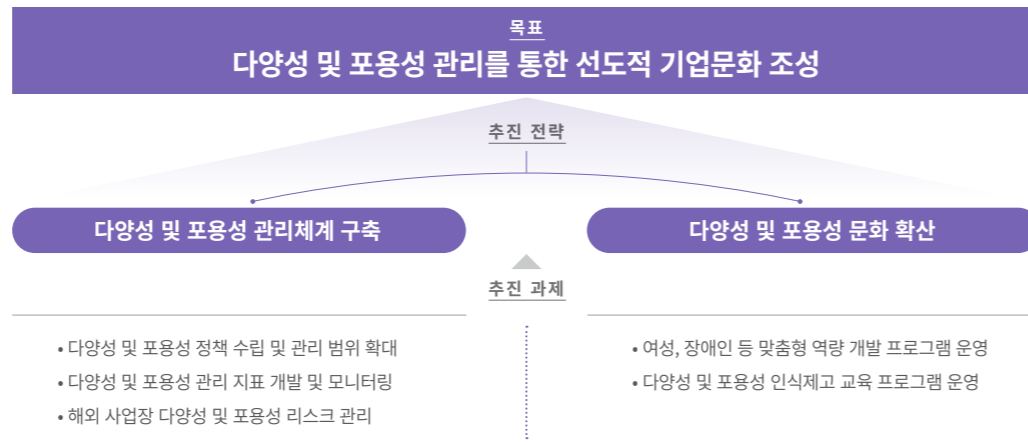 목표
다양성 및 포용성 관리를 통한 선도적 기업문화 조성
추진 전략
다양성 및 포용성 관리체계 구축
다양성 및 포용성 문화 확산
추진 과제
• 다양성 및 포용성 정책 수립 및 관리 범위 확대
• 다양성 및 포용성 관리 지표 개발 및 모니터링
• 해외 사업장 다양성 및 포용성 리스크 관리
• 여성, 장애인 등 맞춤형 역량 개발 프로그램 운영
• 다양성 및 포용성 인식제고 교육 프로그램 운영